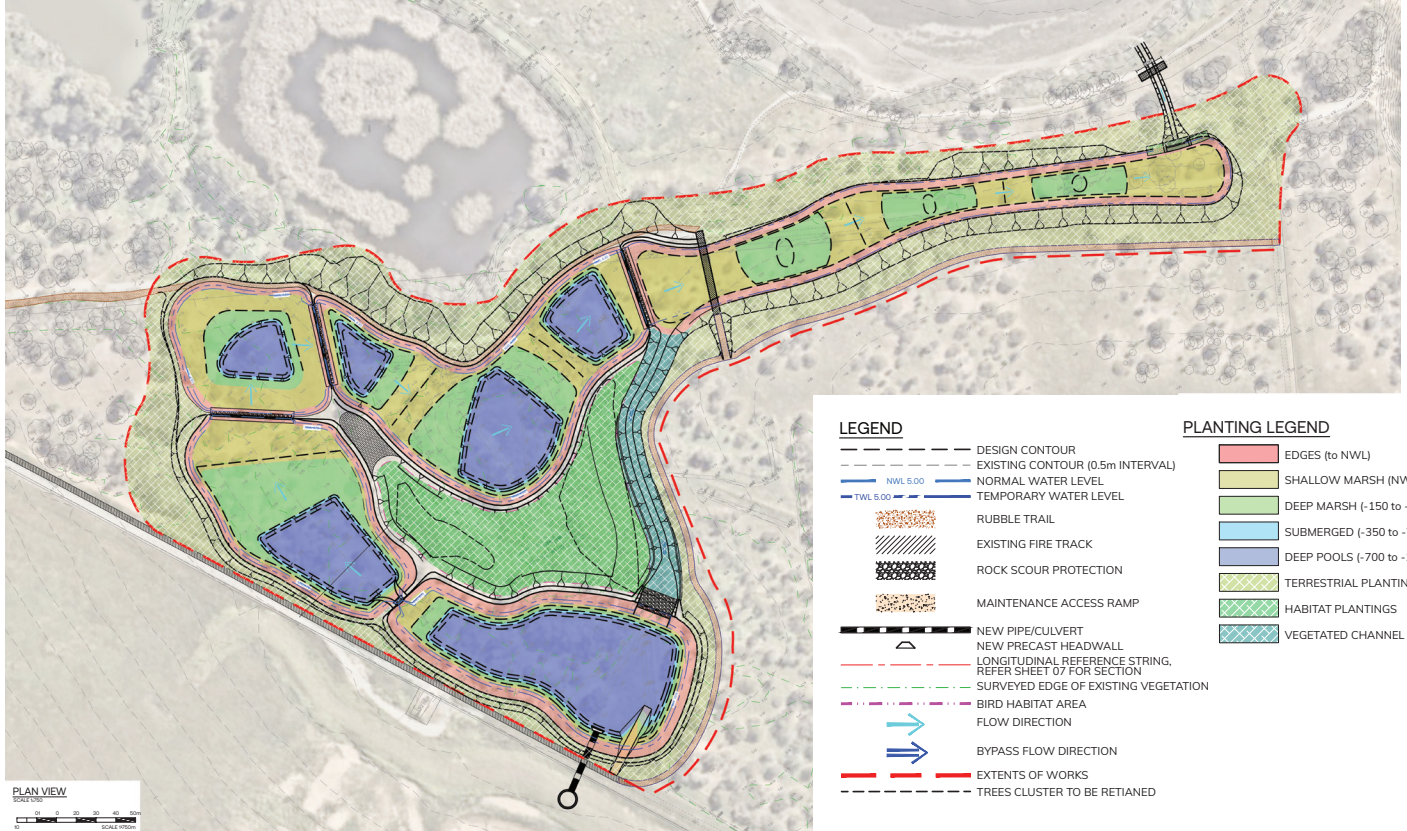 LEGEND
DESIGN CONTOUR
EXISTING CONTOUR (0.5m INTERVAL)
NWL 5.00 NORMAL WATER LEVEL
TWL 5.00 TEMPORARY WATER LEVEL
RUBBLE TRAIL
EXISTING FIRE TRACK
ROCK SCOUR PROTECTION
MAINTENANCE ACCESS RAMP
NEW PIPE/CULVERT
NEW PRECAST HEADWALL
LONGITUDINAL REFERENCE STRING,
REFER SHEET 07 FOR SECTION
SURVEYED EDGE OF EXISTING VEGETATION
BIRD HABITAT AREA
FLOW DIRECTION
BYPASS FLOW DIRECTION
EXTENTS OF WORKS
TREES CLUSTER TO BE RETIANED
PLANTING LEGEND
EDGES (to NWL)
SHALLOW MARSH (NW
DEEP MARSH (-150 to -
SUBMERGED (-350 to -
DEEP POOLS (-700 to -
TERRESTRIAL PLANTIN
HABITAT PLANTINGS
VEGETATED CHANNEL
PLAN VIEW
SCALE 1:750
0 20 30 40 50m